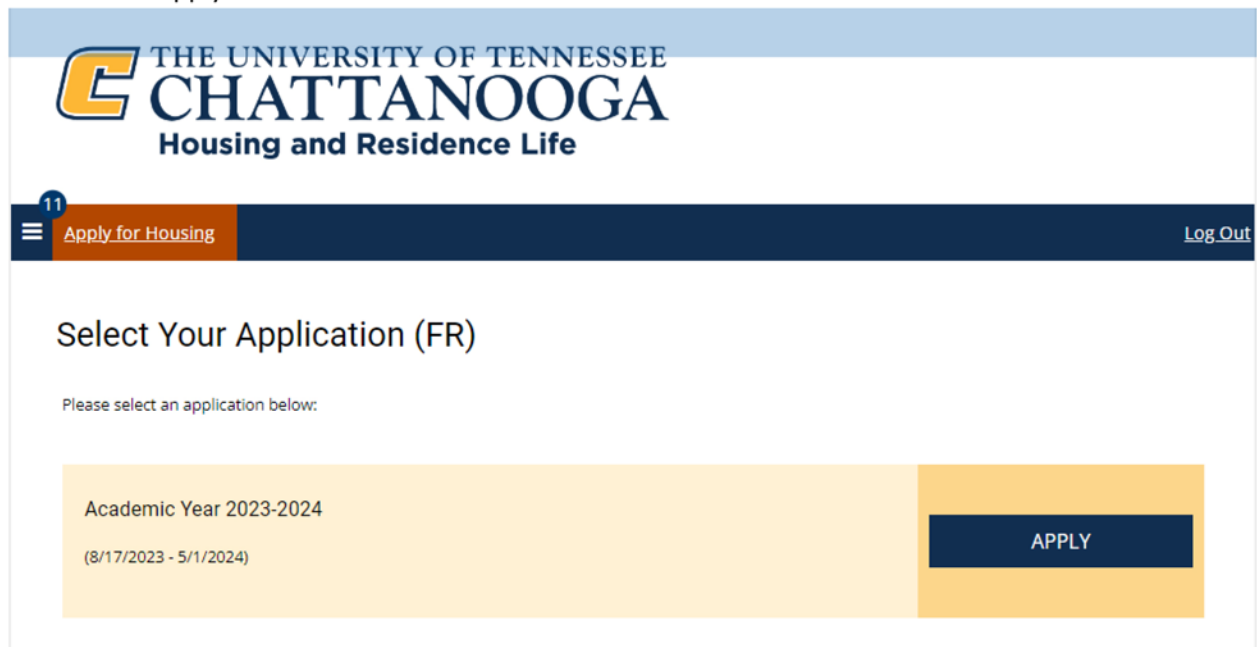 THE UNIVERSITY OF TENNESSEE
CHATTANOOGA
Housing and Residence Life
11
Apply for Housing
Log Out
Select Your Application (FR)
Please select an application below:
Academic Year 2023-2024
(8/17/2023 - 5/1/2024)
APPLY